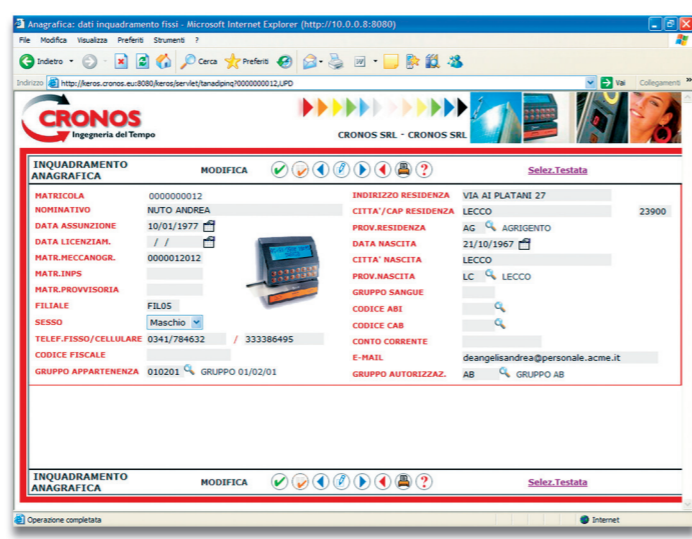 Anagrafica: dati inquadramento fissi - Microsoft Internet Explorer (http://10.0.0.8:8080)
File Modifica Visualizza Preferiti Strumenti ?
Indietro Cerca Preferiti
Indirizzo http://keros.cronos.eu:8080/keros/servlet/tanadiping?0000000012,UPD Vai Collegamenti »
CRONOS
Ingegneria del Tempo
CRONOS SRL - CRONOS SRL
INQUADRAMENTO
ANAGRAFICA MODIFICA Selez.Testata
MATRICOLA 0000000012 INDIRIZZO RESIDENZA VIA AI PLATANI 27
NOMINATIVO NUTO ANDREA CITTA'/CAP RESIDENZA LECCO 23900
DATA ASSUNZIONE 10/01/1977 PROV.RESIDENZA AG AGRIGENTO
DATA LICENZIAM. / / DATA NASCITA 21/10/1967
MATR.MECCANOGR. 0000012012 CITTA' NASCITA LECCO
MATR.INPS PROV.NASCITA LC LECCO
MATR.PROVVISORIA GRUPPO SANGUE
FILIALE FIL05 CODICE ABI
SESSO Maschio CODICE CAB
TELEF.FISSO/CELLULARE 0341/784632 / 333386495 CONTO CORRENTE
CODICE FISCALE E-MAIL deangelisandrea@personale.acme.it
GRUPPO APPARTENENZA 010201 GRUPPO 01/02/01 GRUPPO AUTORIZZAZ. AB GRUPPO AB
INQUADRAMENTO
ANAGRAFICA MODIFICA Selez.Testata
Operazione completata Internet